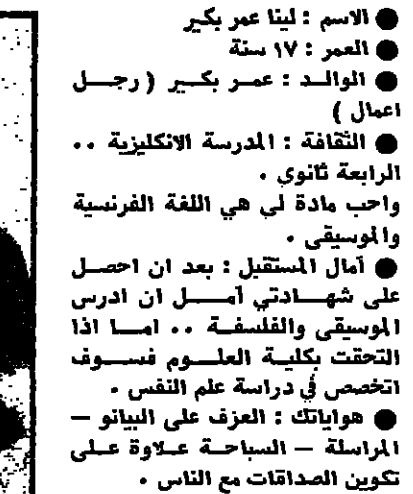 ● الاسم : لينا عمر بكير
● العمر : ١٧ سنة
● الوالد : عمر بكير ( رجل
اعمال )
● الثقافة : المدرسة الانكليزية ..
الرابعة ثانوي .
واحب مادة لي هي اللغة الفرنسية
والموسيقى .
● آمال المستقبل : بعد ان احصل
على شهادتي آمل ان ادرس
الموسيقى والفلسفة .. اما اذا
التحقت بكلية العلوم فسوف
اتخصص في دراسة علم النفس .
● هواياتك : العزف على البيانو –
المراسلة – السباحة علاوة على
تكوين الصداقات مع الناس .